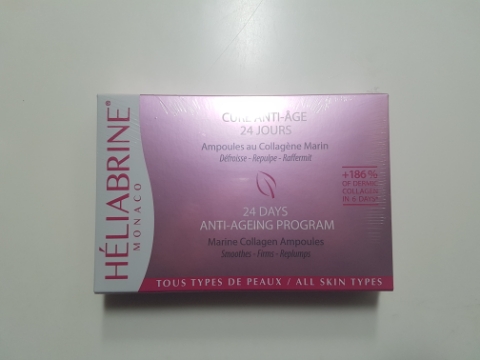 HÉLIABRINE®
MONACO
CURE ANTI-ÂGE
24 JOURS
Ampoules au Collagène Marin
Défroisse - Repulpe - Raffermit
+186 %
OF DERMIC
COLLAGEN
IN 6 DAYS*
24 DAYS
ANTI-AGEING PROGRAM
Marine Collagen Ampoules
Smoothes - Firms - Replumps
TOUS TYPES DE PEAUX / ALL SKIN TYPES